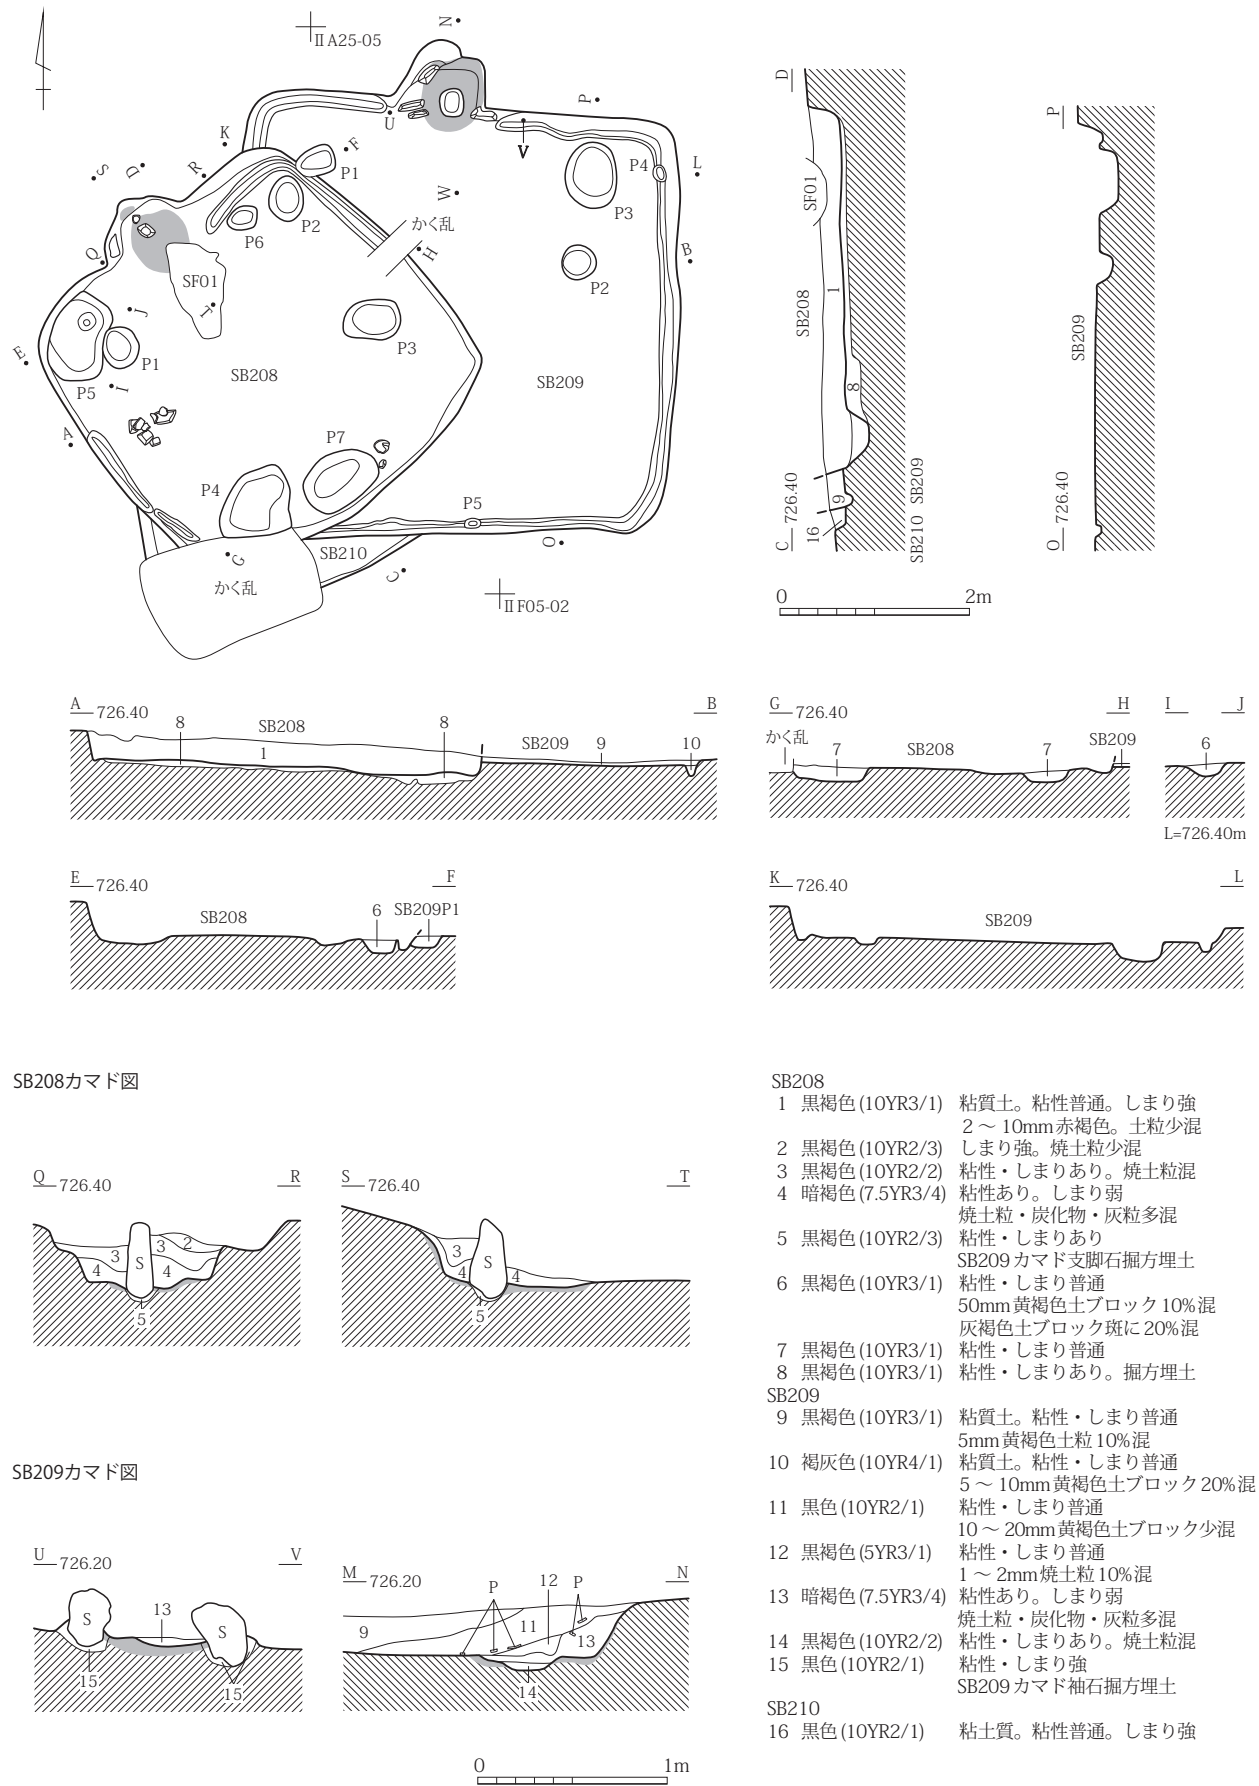 ⅡA25-05
N
P
K
U
F
V
P4
L
S
D
R
P1
W
P3
P6
P2
かく乱
Q
H
B
SF01
P2
T
J
P3
E
P1
SB208
SB209
P5
I
A
P7
P4
P5
G
SB210
O
かく乱
C
ⅡF05-02
D
SF01
1
SB208
8
C 726.40
9
16
SB209
SB210
P
SB209
O 726.40
0 2m
A 726.40 B
8 SB208 8
1
SB209 9 10
G 726.40 H
かく乱 7 SB208 7 SB209
I J
6
L=726.40m
E 726.40 F
SB208 6 SB209P1
K 726.40 L
SB209
SB208カマド図
Q 726.40 R
3 S 3 2
4 4
5
S 726.40 T
3 S
4 4
5
SB209カマド図
U 726.20 V
S 13 S
15 15
M 726.20 N
P 12 P
9 11 13
14
0 1m
SB208
1 黒褐色(10YR3/1) 粘質土。粘性普通。しまり強
2～10mm赤褐色。土粒少混
2 黒褐色(10YR2/3) しまり強。焼土粒少混
3 黒褐色(10YR2/2) 粘性・しまりあり。焼土粒混
4 暗褐色(7.5YR3/4) 粘性あり。しまり弱
焼土粒・炭化物・灰粒多混
5 黒褐色(10YR2/3) 粘性・しまりあり
SB209カマド支脚石掘方埋土
6 黒褐色(10YR3/1) 粘性・しまり普通
50mm黄褐色土ブロック10%混
灰褐色土ブロック斑に20%混
7 黒褐色(10YR3/1) 粘性・しまり普通
8 黒褐色(10YR3/1) 粘性・しまりあり。掘方埋土
SB209
9 黒褐色(10YR3/1) 粘質土。粘性・しまり普通
5mm黄褐色土粒10%混
10 褐灰色(10YR4/1) 粘質土。粘性・しまり普通
5～10mm黄褐色土ブロック20%混
11 黒色(10YR2/1) 粘性・しまり普通
10～20mm黄褐色土ブロック少混
12 黒褐色(5YR3/1) 粘性・しまり普通
1～2mm焼土粒10%混
13 暗褐色(7.5YR3/4) 粘性あり。しまり弱
焼土粒・炭化物・灰粒多混
14 黒褐色(10YR2/2) 粘性・しまりあり。焼土粒混
15 黒色(10YR2/1) 粘性・しまり強
SB209カマド袖石掘方埋土
SB210
16 黒色(10YR2/1) 粘土質。粘性普通。しまり強